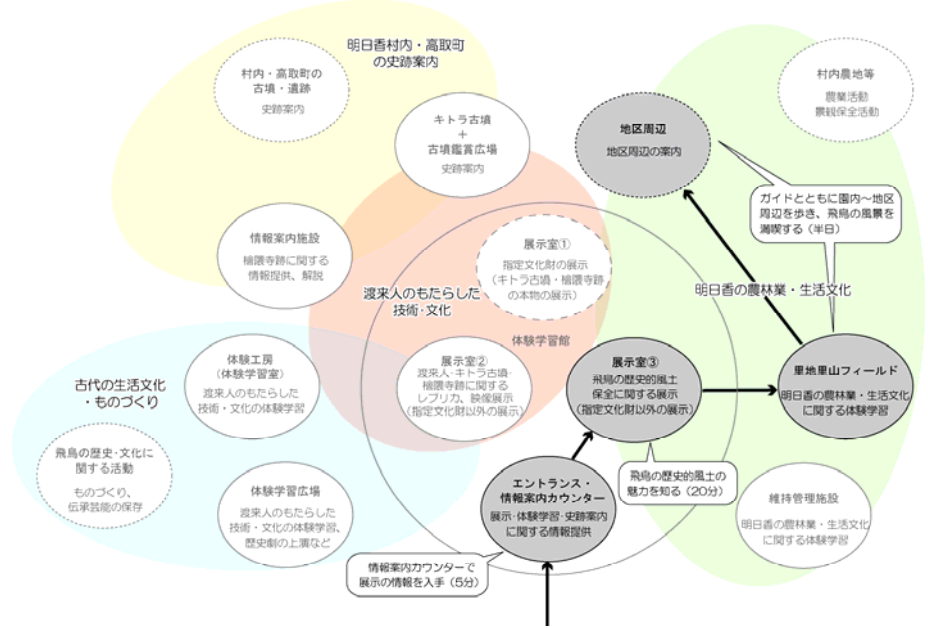 明日香村内・高取町
の史跡案内
村内・高取町の
古墳・遺跡
史跡案内
キトラ古墳
+
古墳鑑賞広場
史跡案内
地区周辺
地区周辺の案内
村内農地等
農業活動
景観保全活動
ガイドとともに園内～地区
周辺を歩き、飛鳥の風景を
満喫する（半日）
情報案内施設
檜隈寺跡に関する
情報提供、解説
展示室①
指定文化財の展示
（キトラ古墳・檜隈寺跡
の本物の展示）
渡来人のもたらした
技術・文化
明日香の農林業・生活文化
体験学習館
古代の生活文化
・ものづくり
体験工房
（体験学習室）
渡来人のもたらした
技術・文化の体験学習
展示室②
渡来人・キトラ古墳・
檜隈寺跡に関する
レプリカ、映像展示
（指定文化財以外の展示）
展示室③
飛鳥の歴史的風土
保全に関する展示
（指定文化財以外の展示）
里地里山フィールド
明日香の農林業・生活文化
に関する体験学習
飛鳥の歴史・文化に
関する活動
ものづくり、
伝承芸能の保存
体験学習広場
渡来人のもたらした
技術・文化の体験学習、
歴史劇の上演など
エントランス・
情報案内カウンター
展示・体験学習・史跡案内
に関する情報提供
飛鳥の歴史的風土の
魅力を知る（20分）
維持管理施設
明日香の農林業・生活文化
に関する体験学習
情報案内カウンターで
展示の情報を入手（5分）